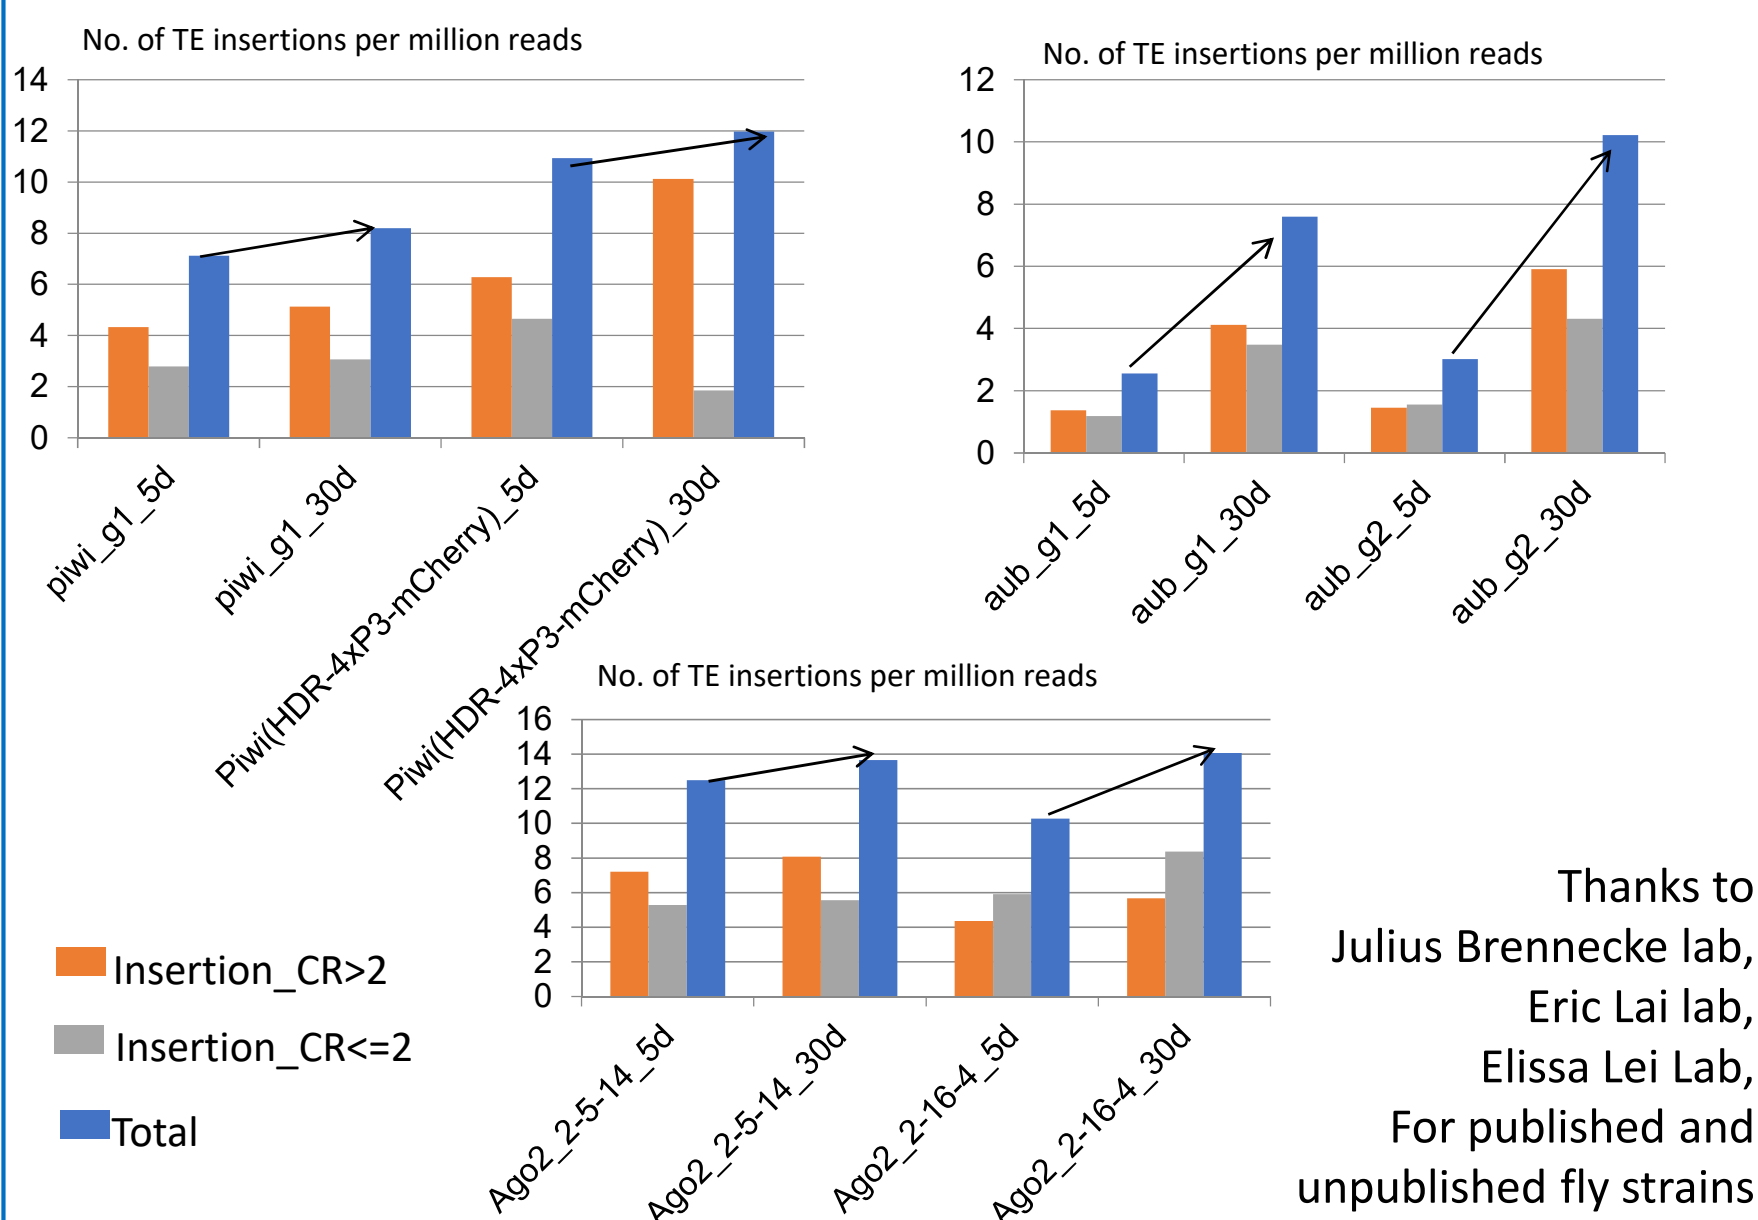 No. of TE insertions per million reads
14
12
10
8
6
4
2
0
piwi_g1_5d
piwi_g1_30d
Piwi(HDR-4xP3-mCherry)_5d
Piwi(HDR-4xP3-mCherry)_30d
No. of TE insertions per million reads
12
10
8
6
4
2
0
aub_g1_5d
aub_g1_30d
aub_g2_5d
aub_g2_30d
No. of TE insertions per million reads
16
14
12
10
8
6
4
2
0
Ago2_2-5-14_5d
Ago2_2-5-14_30d
Ago2_2-16-4_5d
Ago2_2-16-4_30d
Insertion_CR>2
Insertion_CR<=2
Total
Thanks to
Julius Brennecke lab,
Eric Lai lab,
Elissa Lei Lab,
For published and
unpublished fly strains